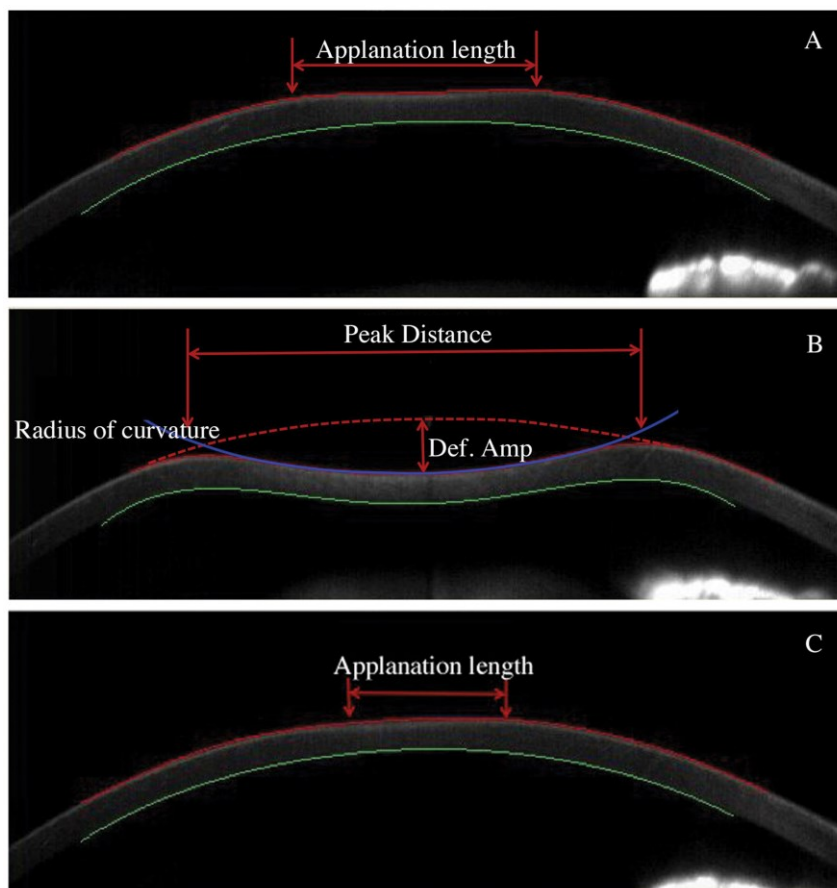 A
Applanation length
B
Peak Distance
Radius of curvature
Def. Amp
C
Applanation length